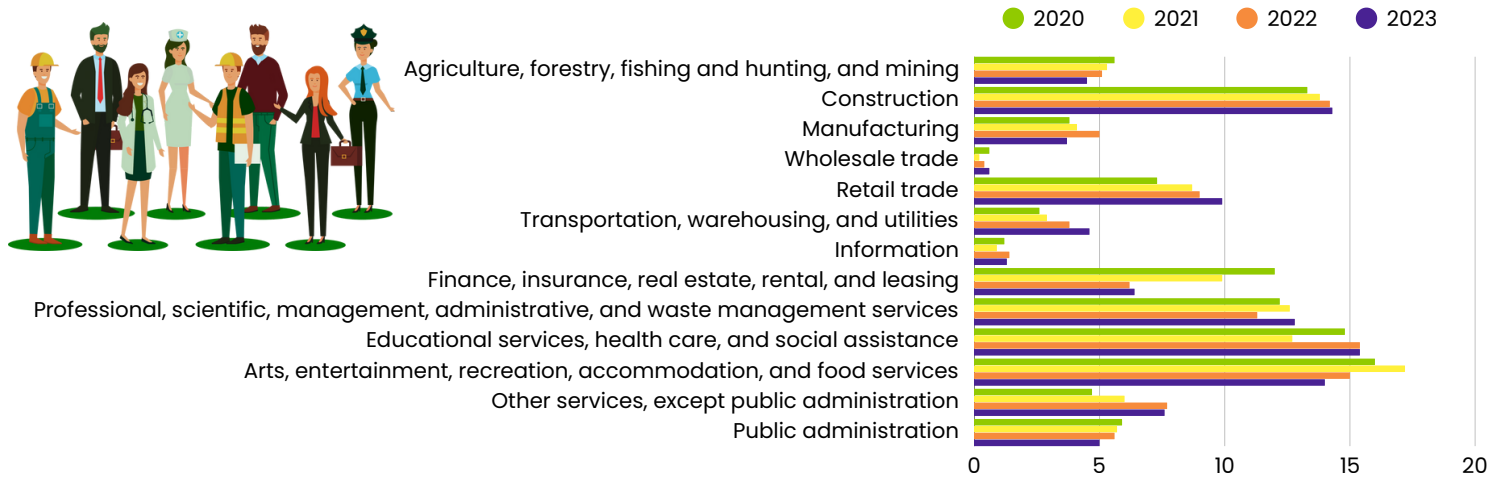 2020 2021 2022 2023
Agriculture, forestry, fishing and hunting, and mining
Construction
Manufacturing
Wholesale trade
Retail trade
Transportation, warehousing, and utilities
Information
Finance, insurance, real estate, rental, and leasing
Professional, scientific, management, administrative, and waste management services
Educational services, health care, and social assistance
Arts, entertainment, recreation, accommodation, and food services
Other services, except public administration
Public administration
0 5 10 15 20